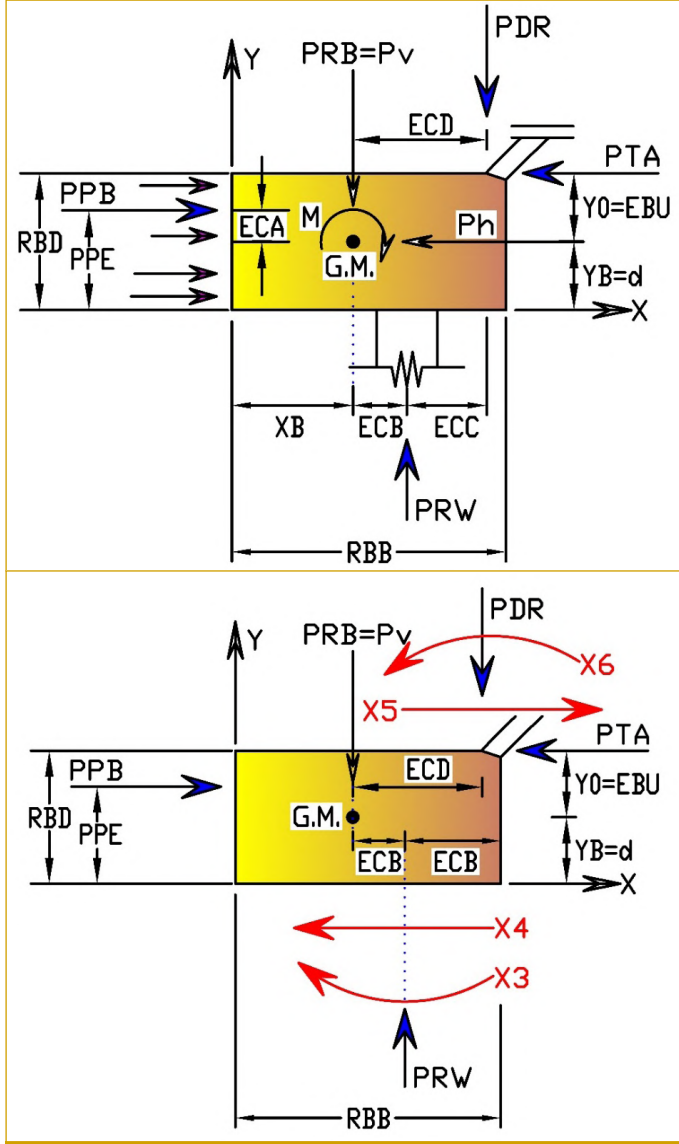 PDR
Y
PRB=Pv
ECD
PTA
PPB
M
Ph
Y0=EBU
RBD
PPE
ECA
G.M.
YB=d
X
XB
ECB
ECC
PRW
RBB
PDR
PRB=Pv
Y
X6
X5
PTA
PPB
ECD
Y0=EBU
RBD
PPE
G.M.
ECB
ECB
YB=d
X
X4
X3
PRW
RBB